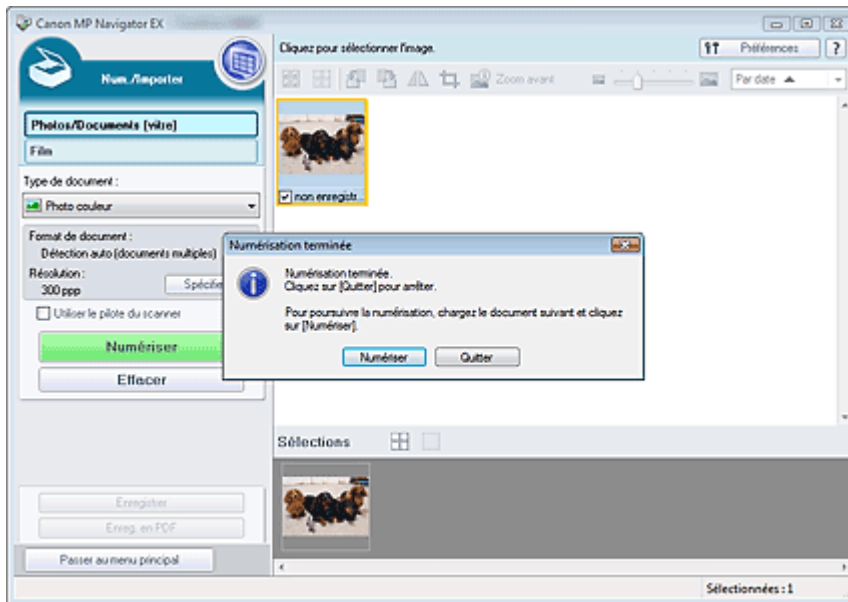 Canon MP Navigator EX
Num./Importer
Cliquez pour sélectionner l'image.
Préférences
?
Zoom avant
Par date
Photos/Documents [vitre]
Film
non enregistr...
Type de document :
Photo couleur
Format de document :
Détection auto (documents multiples)
Résolution :
300 ppp
Spécifie
Utiliser le pilote du scanner
Numériser
Effacer
Numérisation terminée
Numérisation terminée.
Cliquez sur [Quitter] pour arrêter.
Pour poursuivre la numérisation, chargez le document suivant et cliquez
sur [Numériser].
Numériser
Quitter
Sélections
Enregistrer
Enreg. en PDF
Passer au menu principal
Sélectionnées : 1